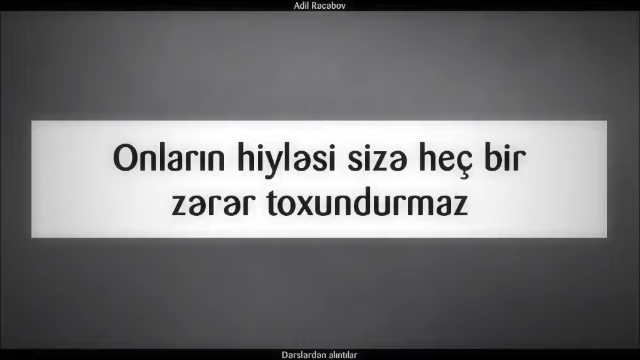 Adil Rəcəbov
Onların hiyləsi sizə heç bir
zərər toxundurmaz
Dərslərdən alıntılar